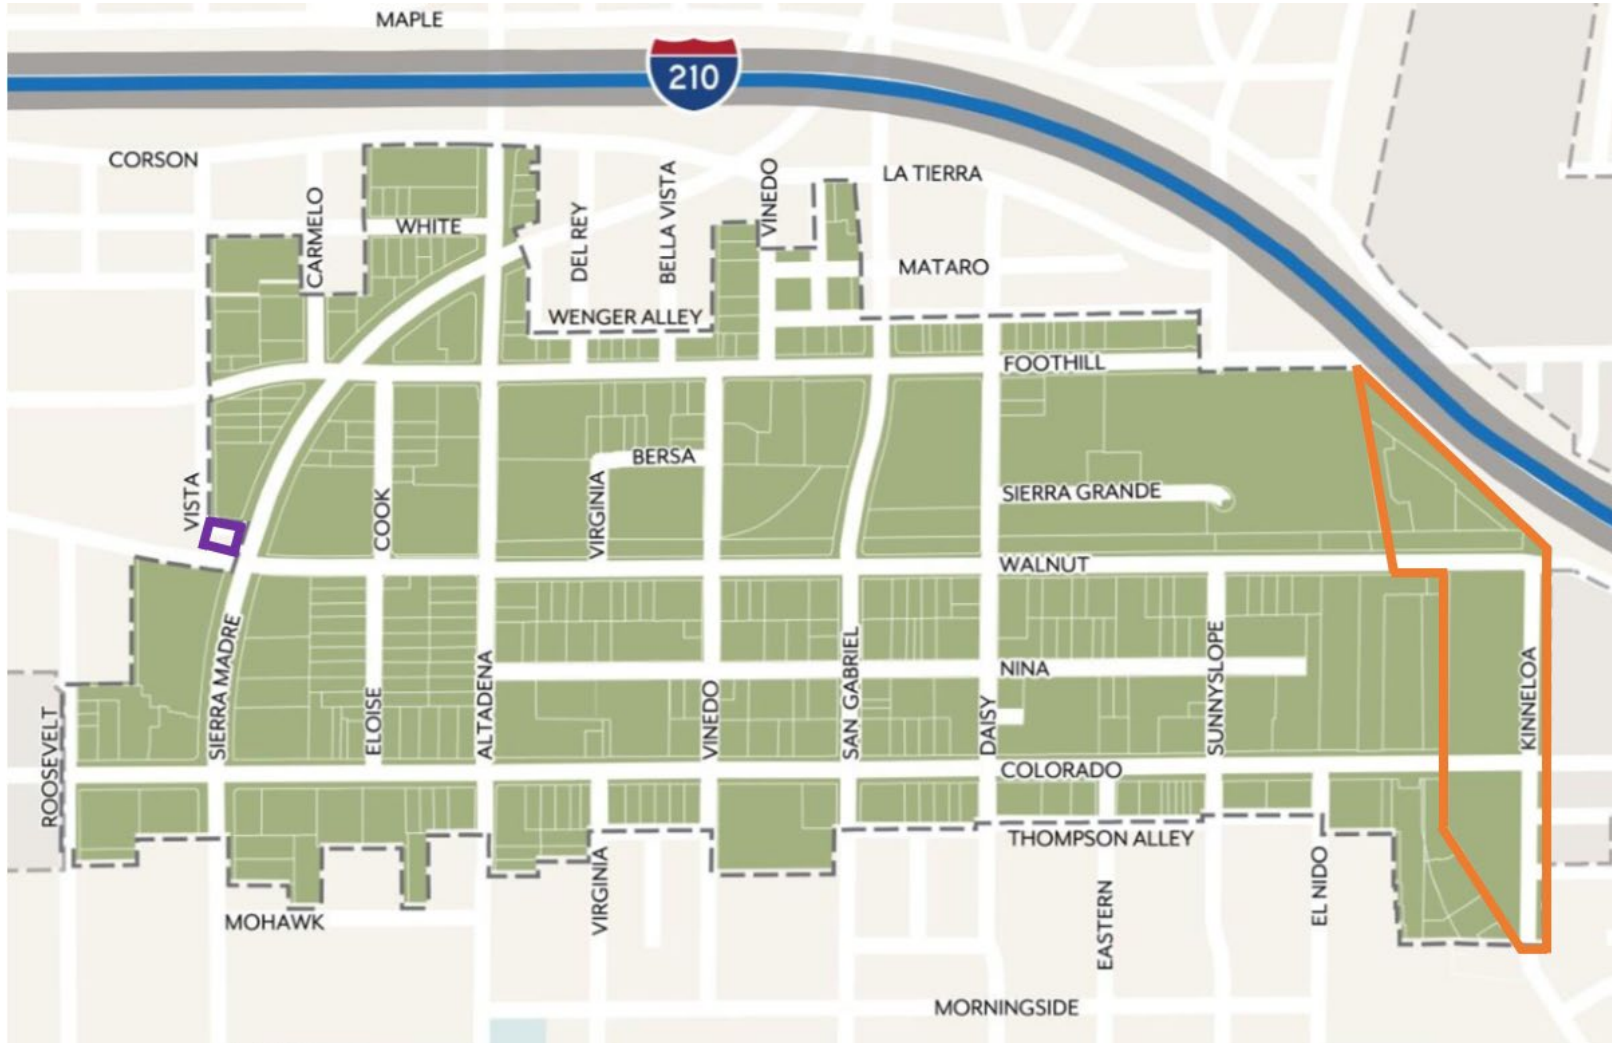 MAPLE
210
CORSON
CARMELO
WHITE
DEL REY
BELLA VISTA
VINEDO
LA TIERRA
MATARO
WENGER ALLEY
FOOTHILL
VISTA
COOK
VIRGINIA
BERSA
SIERRA GRANDE
WALNUT
ROOSEVELT
SIERRA MADRE
ELOISE
ALTADENA
VINEDO
SAN GABRIEL
DAISY
NINA
SUNNYSLOPE
KINNELOA
COLORADO
THOMPSON ALLEY
VIRGINIA
EASTERN
EL NIDO
MOHAWK
MORNINGSIDE